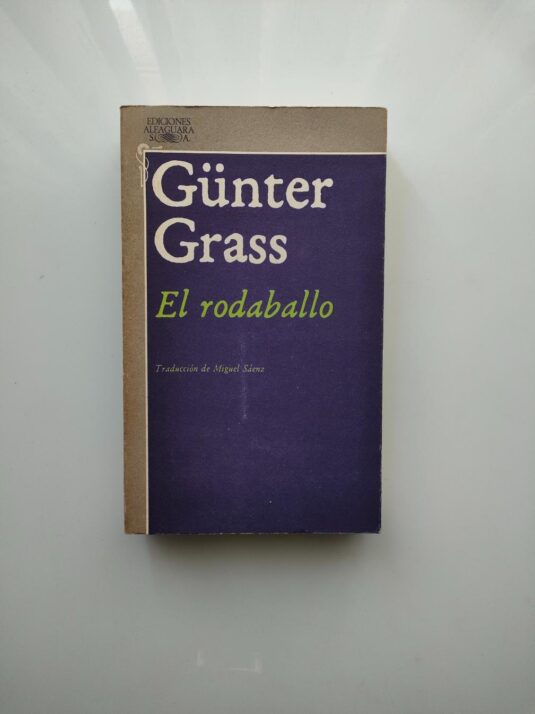 EDICIONES
ALFAGUARA
S.A.
Günter
Grass
El rodaballo
Traducción de Miguel Sáenz